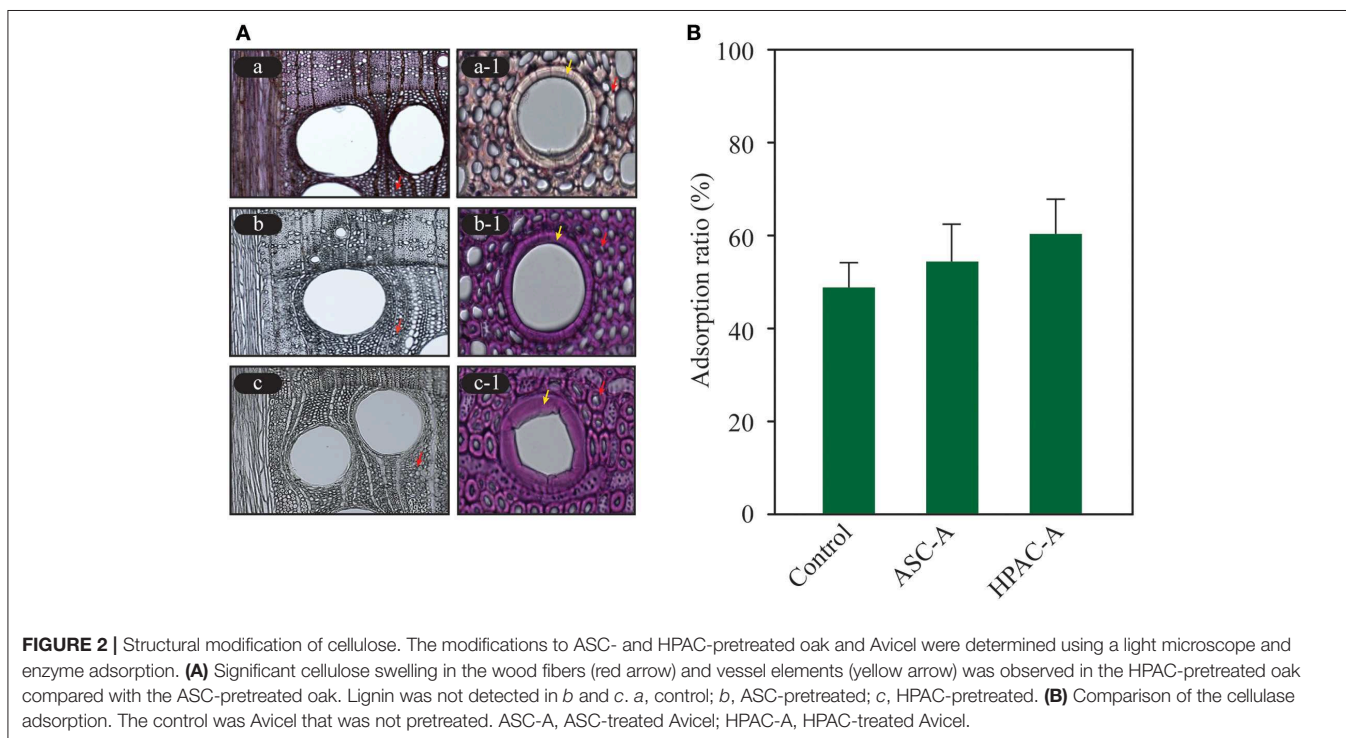 A
a
a-1
b
b-1
c
c-1
B
100
80
60
40
20
0
Adsorption ratio (%)
Control
ASC-A
HPAC-A
FIGURE 2 | Structural modification of cellulose. The modifications to ASC- and HPAC-pretreated oak and Avicel were determined using a light microscope and
enzyme adsorption. (A) Significant cellulose swelling in the wood fibers (red arrow) and vessel elements (yellow arrow) was observed in the HPAC-pretreated oak
compared with the ASC-pretreated oak. Lignin was not detected in b and c. a, control; b, ASC-pretreated; c, HPAC-pretreated. (B) Comparison of the cellulase
adsorption. The control was Avicel that was not pretreated. ASC-A, ASC-treated Avicel; HPAC-A, HPAC-treated Avicel.